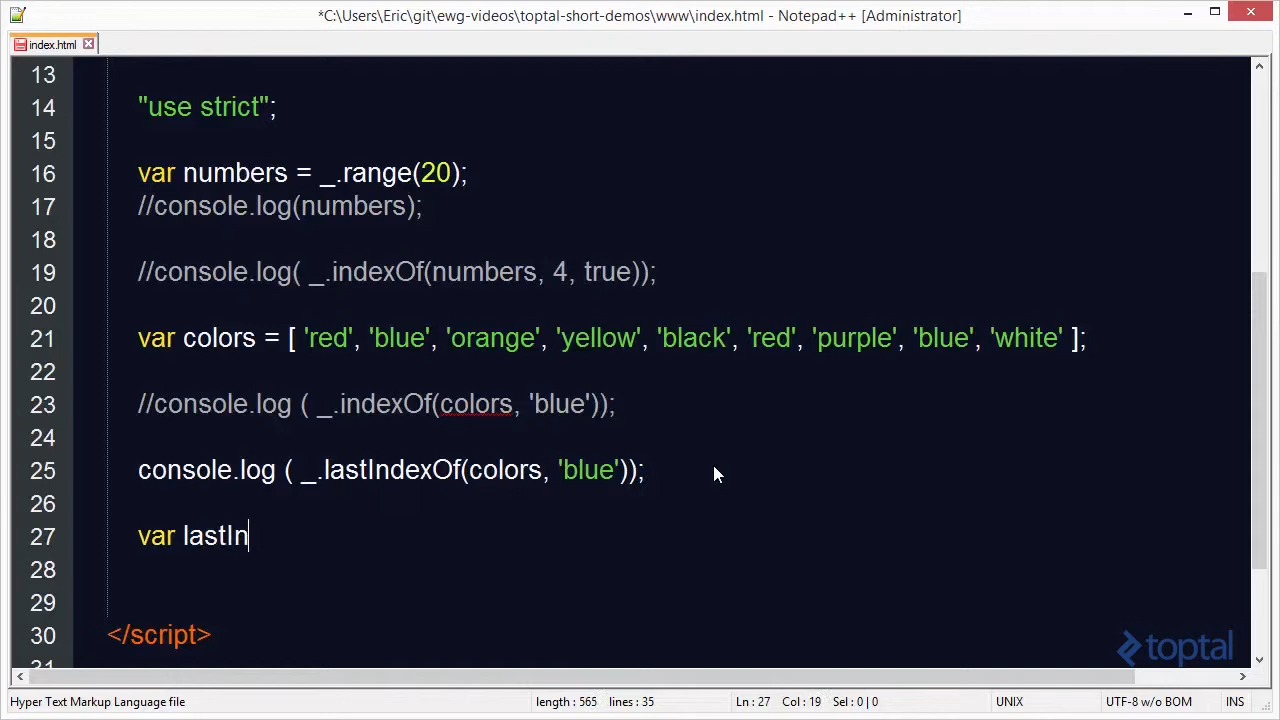 *C:\Users\Eric\git\ewg-videos\toptal-short-demos\www\index.html - Notepad++ [Administrator]
index.html
13
14 "use strict";
15
16 var numbers = _.range(20);
17 //console.log(numbers);
18
19 //console.log( _.indexOf(numbers, 4, true));
20
21 var colors = [ 'red', 'blue', 'orange', 'yellow', 'black', 'red', 'purple', 'blue', 'white' ];
22
23 //console.log ( _.indexOf(colors, 'blue'));
24
25 console.log ( _.lastIndexOf(colors, 'blue'));
26
27 var lastIn
28
29
30 </script>
31
toptal
Hyper Text Markup Language file length : 565 lines : 35 Ln : 27 Col : 19 Sel : 0 | 0 UNIX UTF-8 w/o BOM INS